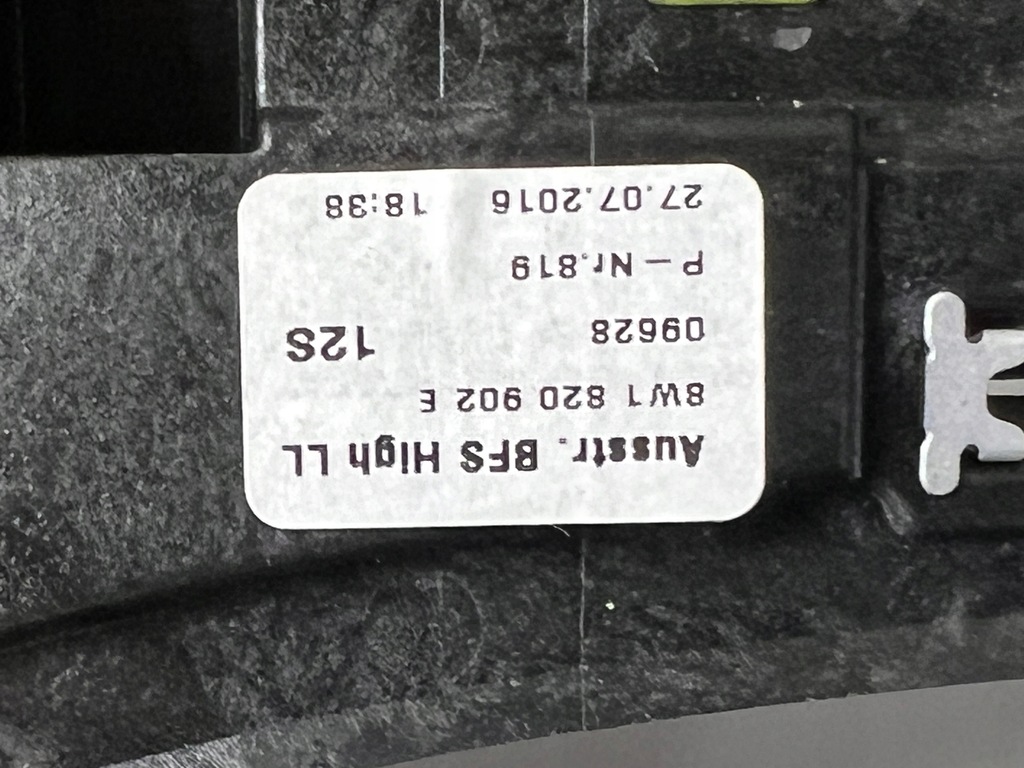 Ausstr. BFS High LL
8W1 820 902 E
09628 12S
P - Nr.819
27.07.2016 18:38